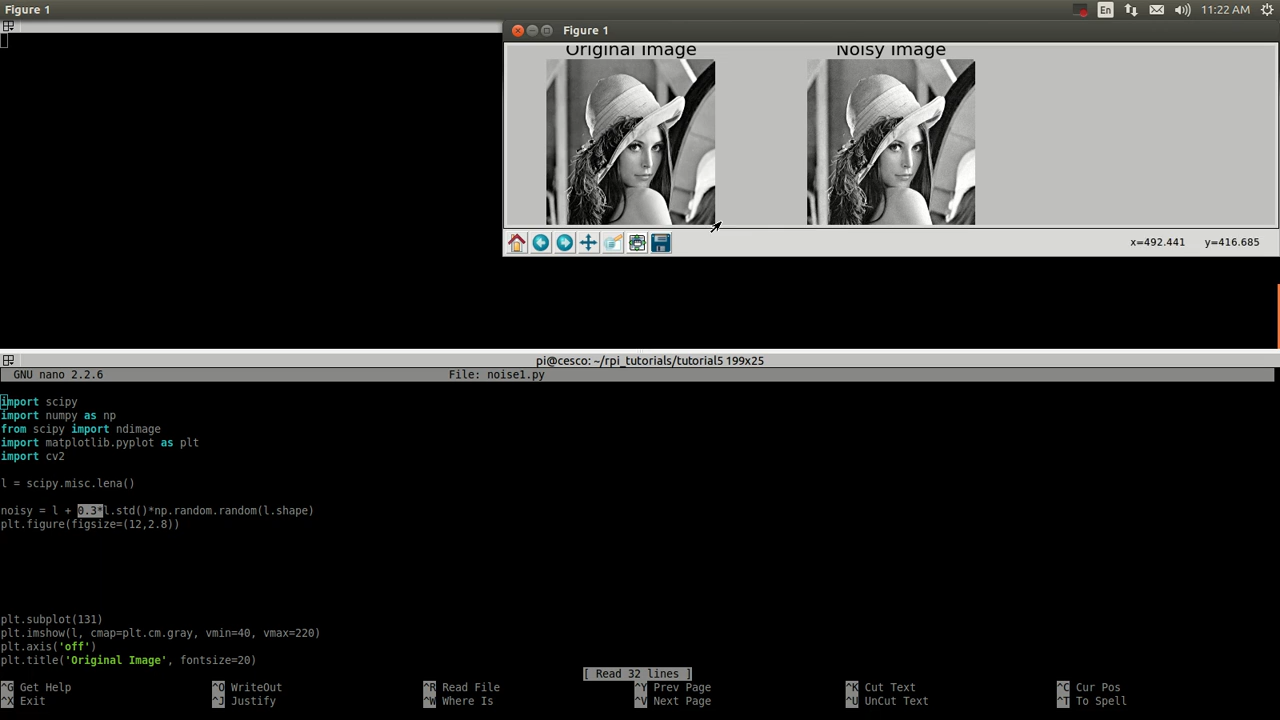 Figure 1
En
11:22 AM
Figure 1
Original Image
Noisy Image
x=492.441 y=416.685
pi@cesco: ~/rpi_tutorials/tutorial5 199x25
GNU nano 2.2.6 File: noise1.py
import scipy
import numpy as np
from scipy import ndimage
import matplotlib.pyplot as plt
import cv2
l = scipy.misc.lena()
noisy = l + 0.3*l.std()*np.random.random(l.shape)
plt.figure(figsize=(12,2.8))
plt.subplot(131)
plt.imshow(l, cmap=plt.cm.gray, vmin=40, vmax=220)
plt.axis('off')
plt.title('Original Image', fontsize=20)
[ Read 32 lines ]
^G Get Help ^O WriteOut ^R Read File ^Y Prev Page ^K Cut Text ^C Cur Pos
^X Exit ^J Justify ^W Where Is ^V Next Page ^U UnCut Text ^T To Spell